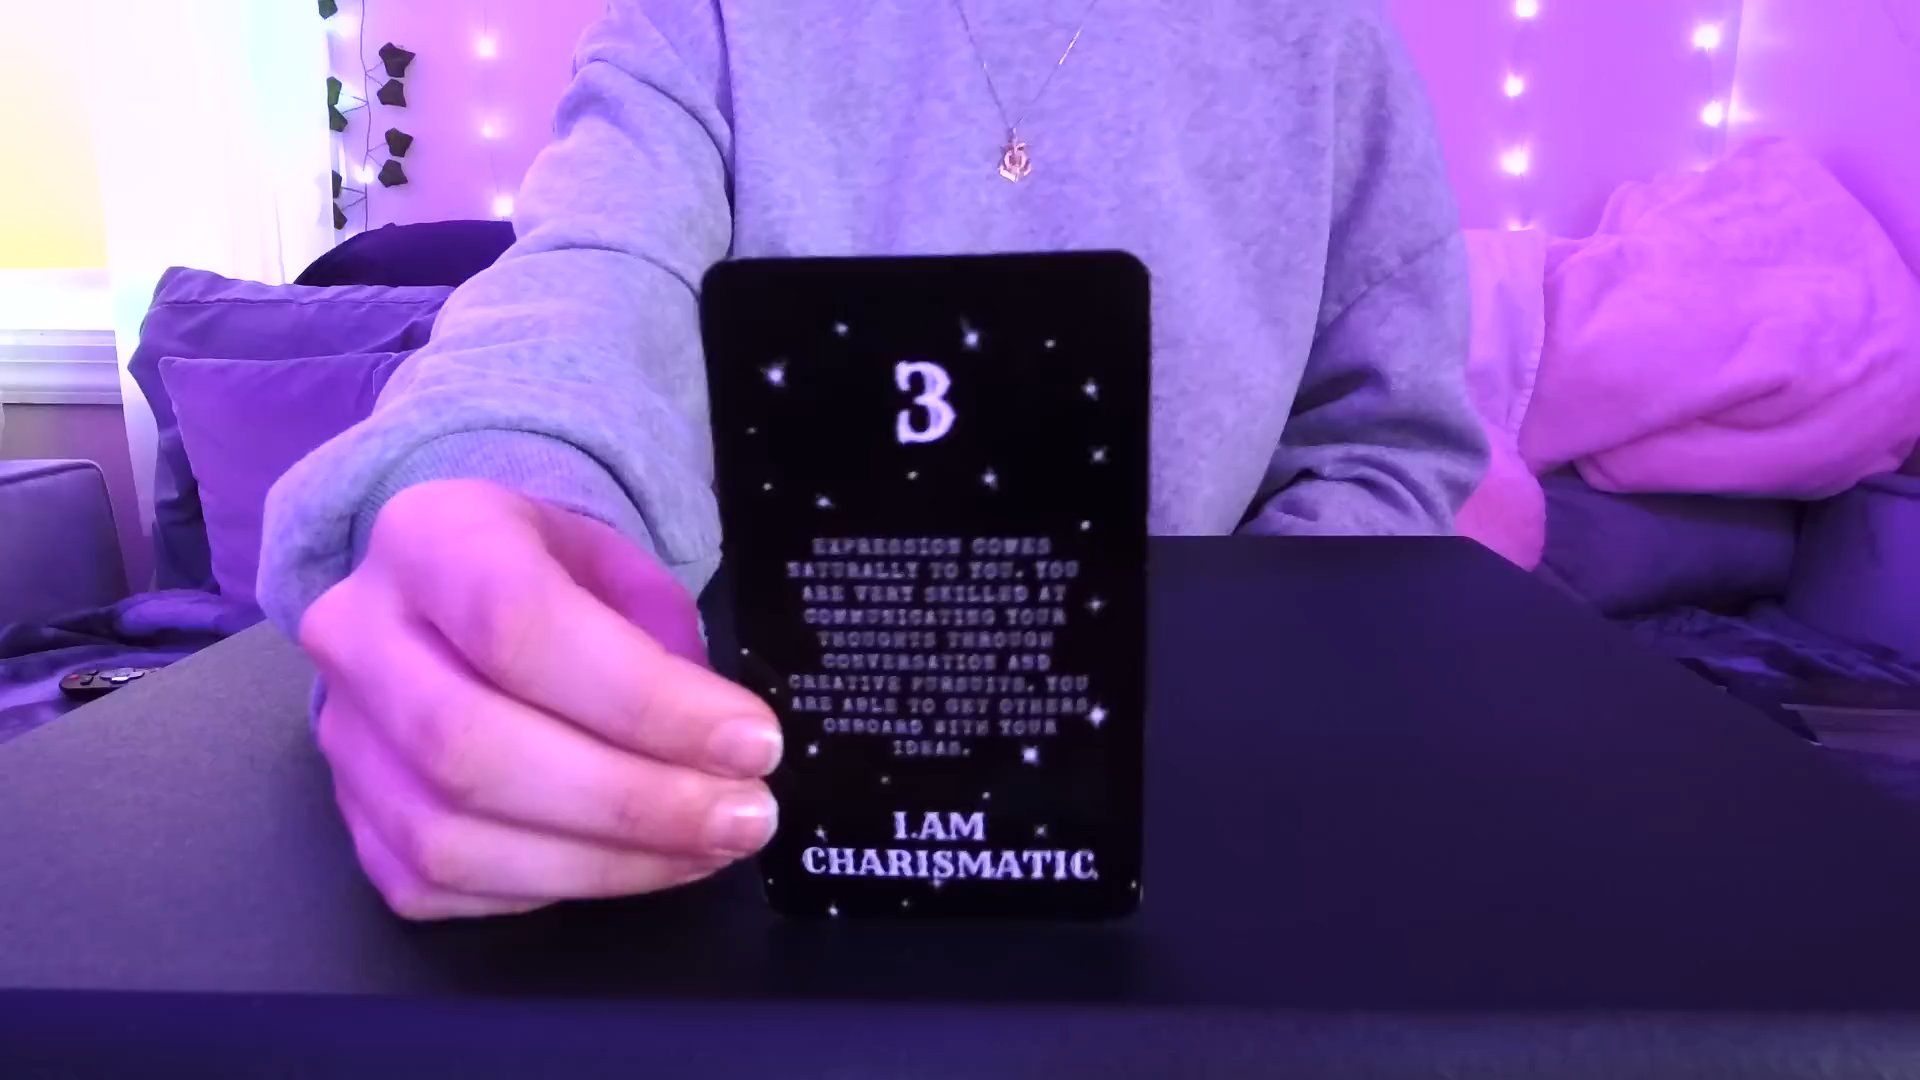 3
EXPRESSION COMES
NATURALLY TO YOU. YOU
ARE VERY SKILLED AT
COMMUNICATING YOUR
THOUGHTS THROUGH
CONVERSATION AND
CREATIVE PURSUITS. YOU
ARE ABLE TO GET OTHERS
ONBOARD WITH YOUR
IDEAS.
I AM
CHARISMATIC